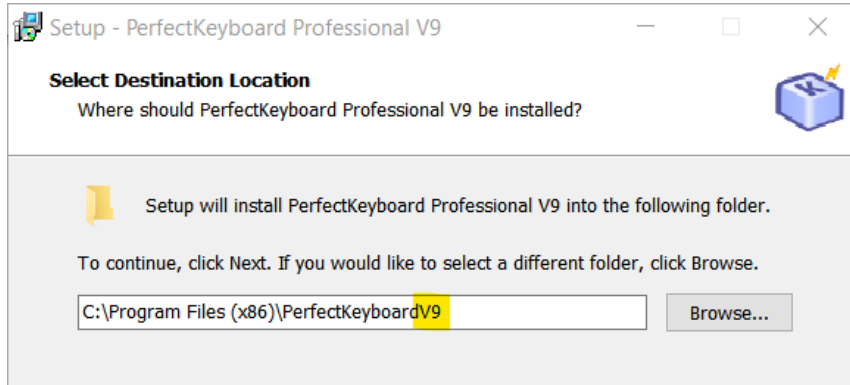 Setup - PerfectKeyboard Professional V9
Select Destination Location
Where should PerfectKeyboard Professional V9 be installed?
Setup will install PerfectKeyboard Professional V9 into the following folder.
To continue, click Next. If you would like to select a different folder, click Browse.
C:\Program Files (x86)\PerfectKeyboardV9 Browse...